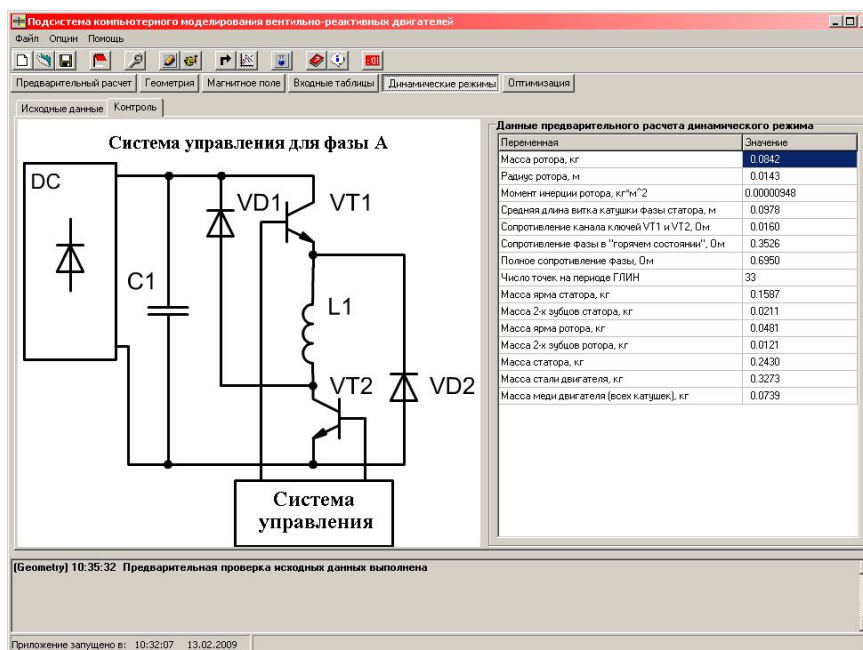 Подсистема компьютерного моделирования вентильно-реактивных двигателей
Файл Опции Помощь
Предварительный расчет Геометрия Магнитное поле Входные таблицы Динамические режимы Оптимизация
Исходные данные Контроль
Система управления для фазы А
DC
VD1
VT1
C1
L1
VT2
VD2
Система
управления
Данные предварительного расчета динамического режима
Переменная Значение
Масса ротора, кг 0.0842
Радиус ротора, м 0.0143
Момент инерции ротора, кг*м^2 0.00000948
Средняя длина витка катушки фазы статора, м 0.0978
Сопротивление канала ключей VT1 и VT2, Ом 0.0160
Сопротивление фазы в "горячем состоянии", Ом 0.3526
Полное сопротивление фазы, Ом 0.6950
Число точек на периоде ГЛИН 33
Масса ярма статора, кг 0.1587
Масса 2-х зубцов статора, кг 0.0211
Масса ярма ротора, кг 0.0481
Масса 2-х зубцов ротора, кг 0.0121
Масса статора, кг 0.2430
Масса стали двигателя, кг 0.3273
Масса меди двигателя (всех катушек), кг 0.0739
(Geometry) 10:35:32 Предварительная проверка исходных данных выполнена
Приложение запущено в: 10:32:07 13.02.2009